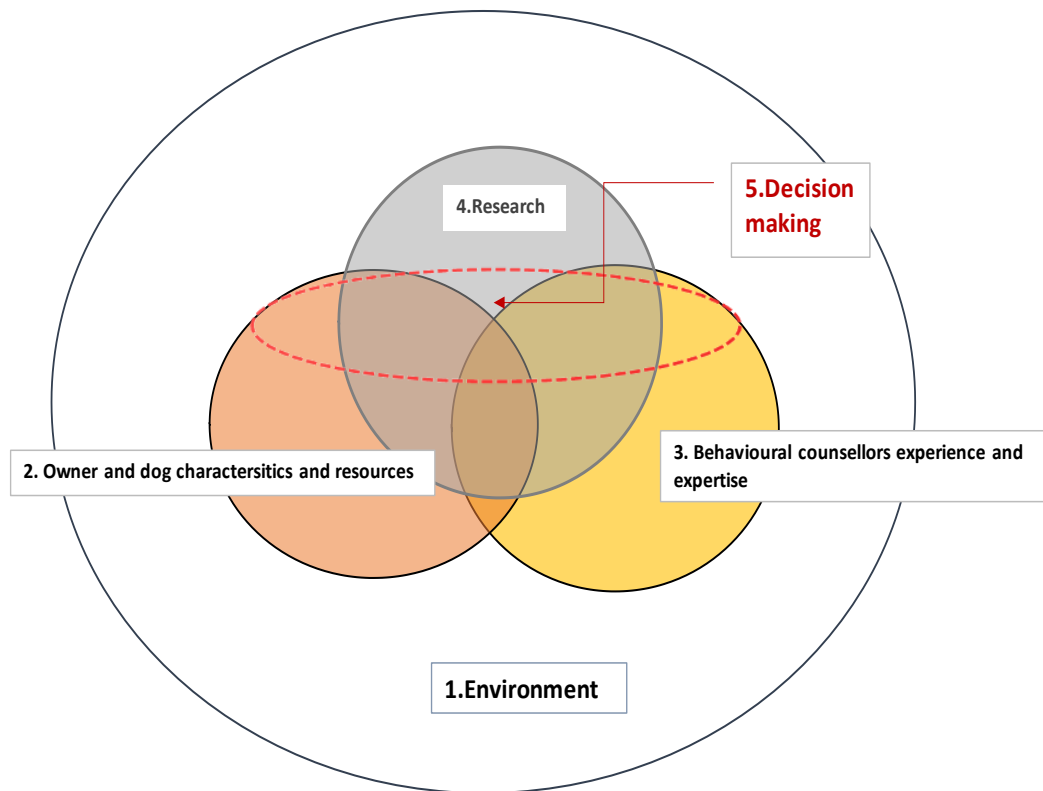 4.Research
5.Decision
making
2. Owner and dog charactersitics and resources
3. Behavioural counsellors experience and
expertise
1.Environment